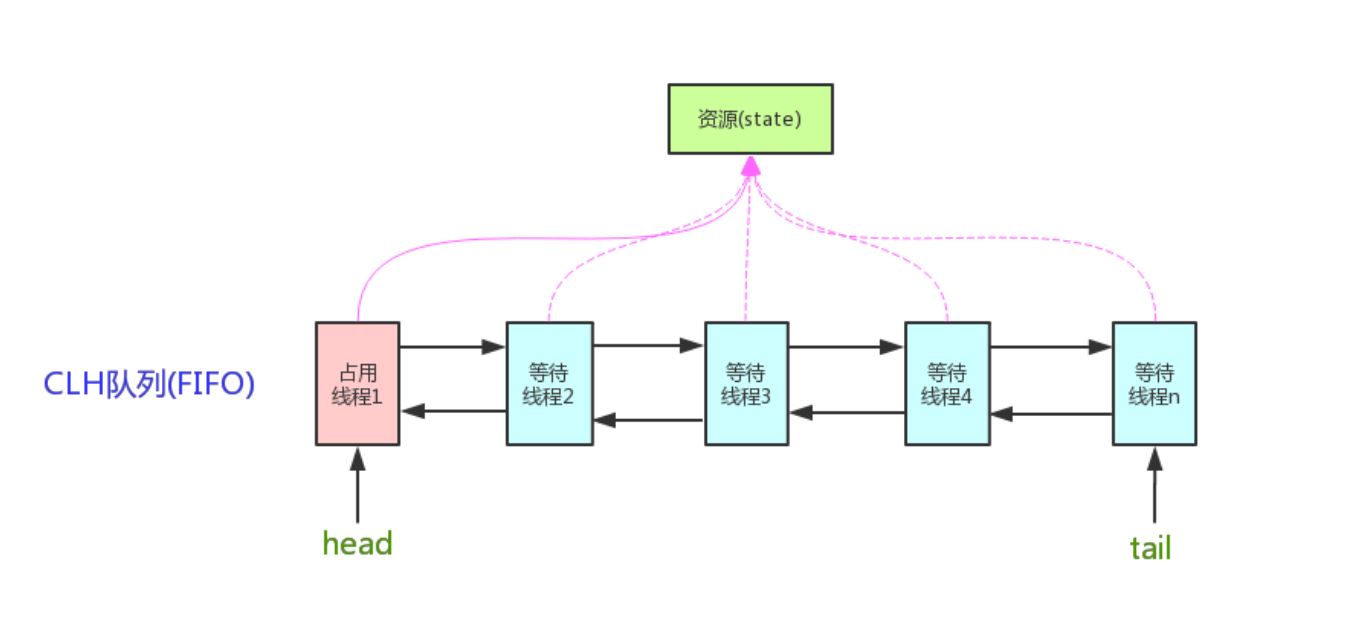 资源(state)
CLH队列(FIFO)
占用
线程1
等待
线程2
等待
线程3
等待
线程4
等待
线程n
head
tail